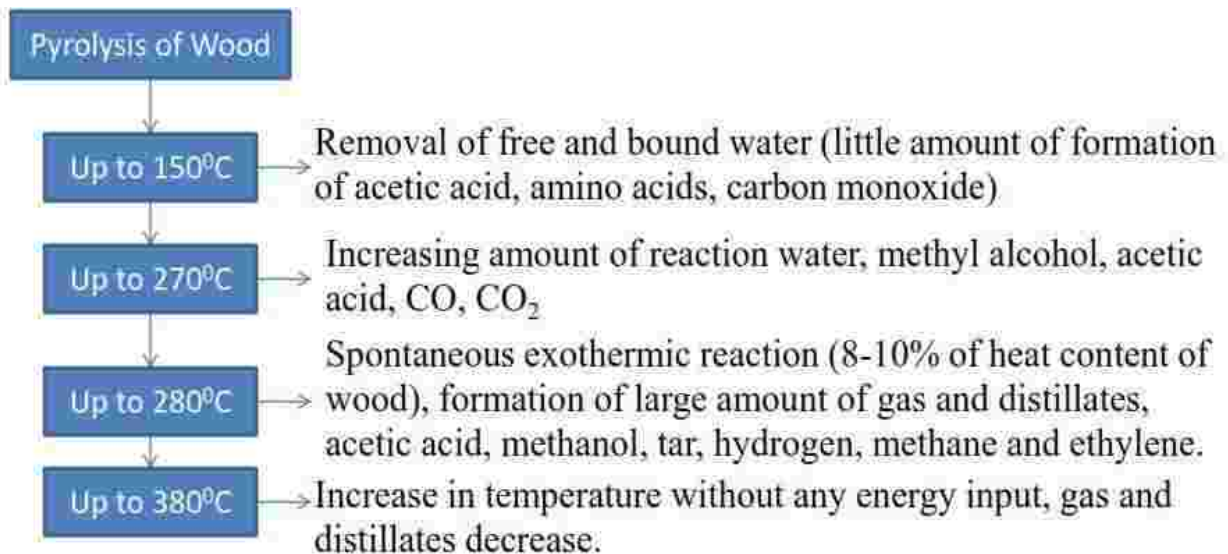 Pyrolysis of Wood
Up to 150⁰C
Removal of free and bound water (little amount of formation
of acetic acid, amino acids, carbon monoxide)
Up to 270⁰C
Increasing amount of reaction water, methyl alcohol, acetic
acid, CO, CO₂
Up to 280⁰C
Spontaneous exothermic reaction (8-10% of heat content of
wood), formation of large amount of gas and distillates,
acetic acid, methanol, tar, hydrogen, methane and ethylene.
Up to 380⁰C
Increase in temperature without any energy input, gas and
distillates decrease.